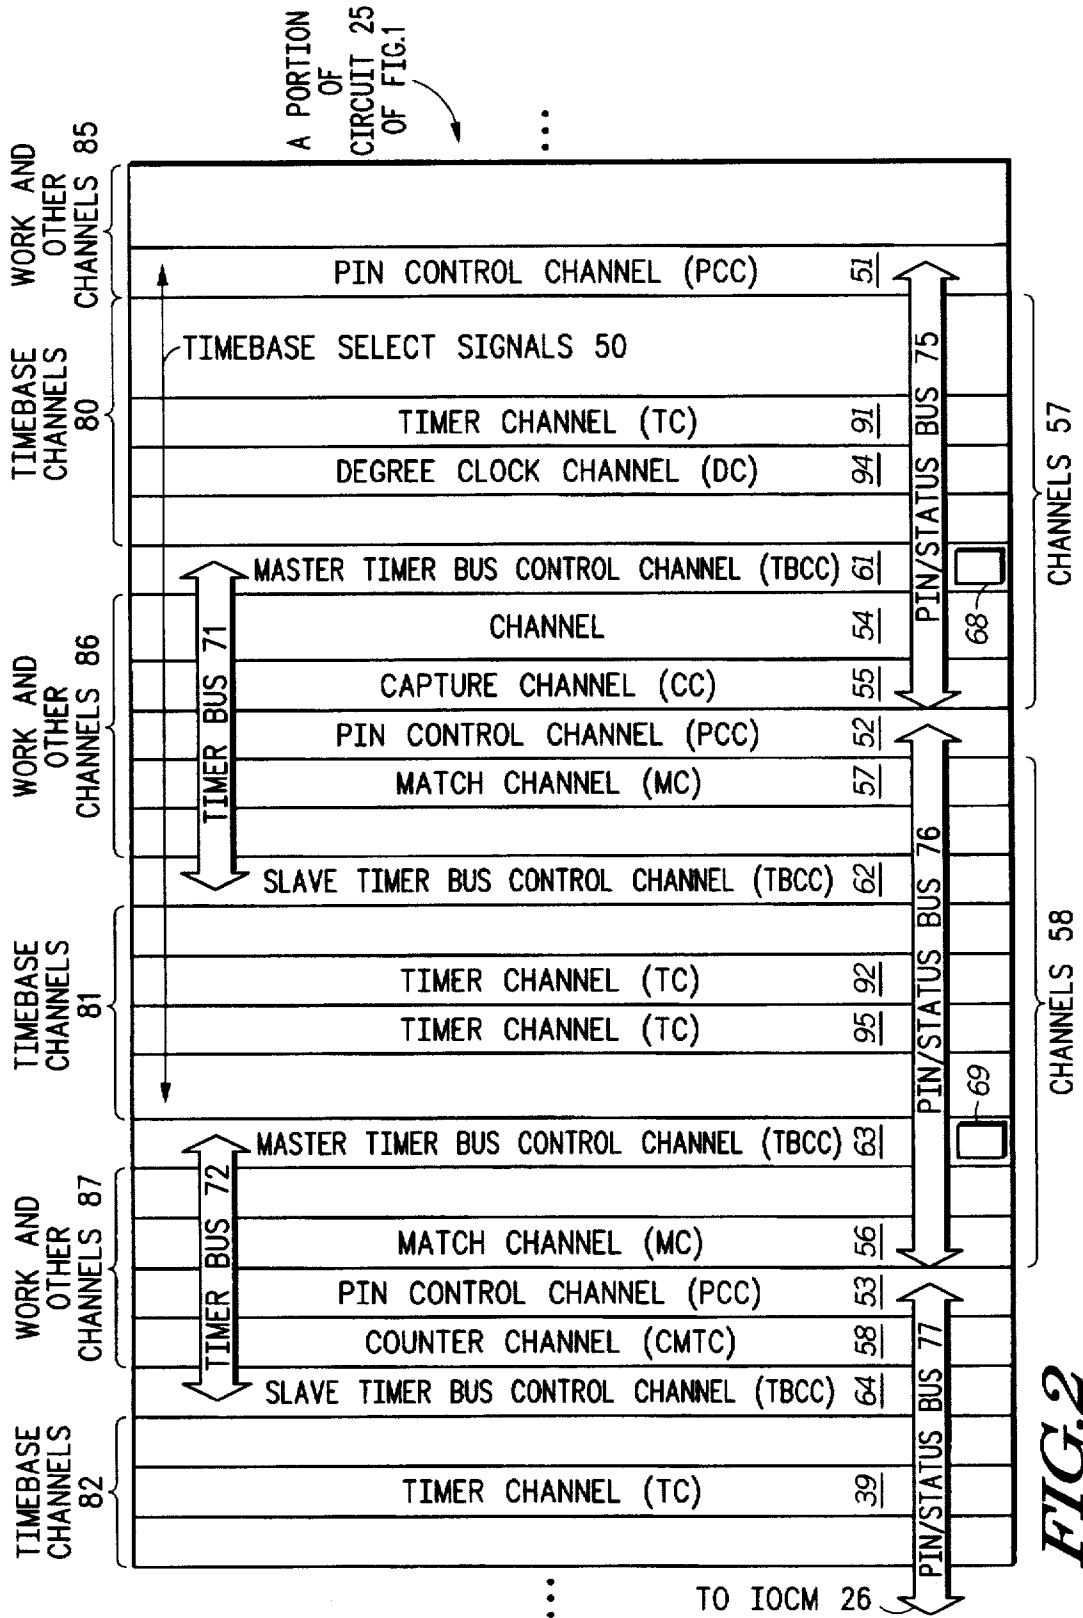 A PORTION
OF
CIRCUIT 25
OF FIG.1
WORK AND
OTHER
CHANNELS 85
TIMEBASE
CHANNELS
80
WORK AND
OTHER
CHANNELS 86
TIMEBASE
CHANNELS
81
WORK AND
OTHER
CHANNELS 87
TIMEBASE
CHANNELS
82
TIMEBASE SELECT SIGNALS 50
TIMER BUS 71
TIMER BUS 72
PIN CONTROL CHANNEL (PCC) 51
TIMER CHANNEL (TC) 91
DEGREE CLOCK CHANNEL (DC) 94
MASTER TIMER BUS CONTROL CHANNEL (TBCC) 61
CHANNEL 54
CAPTURE CHANNEL (CC) 55
PIN CONTROL CHANNEL (PCC) 52
MATCH CHANNEL (MC) 57
SLAVE TIMER BUS CONTROL CHANNEL (TBCC) 62
TIMER CHANNEL (TC) 92
TIMER CHANNEL (TC) 95
MASTER TIMER BUS CONTROL CHANNEL (TBCC) 63
MATCH CHANNEL (MC) 56
PIN CONTROL CHANNEL (PCC) 53
COUNTER CHANNEL (CMTC) 58
SLAVE TIMER BUS CONTROL CHANNEL (TBCC) 64
TIMER CHANNEL (TC) 39
PIN/STATUS BUS 75
PIN/STATUS BUS 76
PIN/STATUS BUS 77
68
69
CHANNELS 57
CHANNELS 58
TO IOCM 26
FIG.2